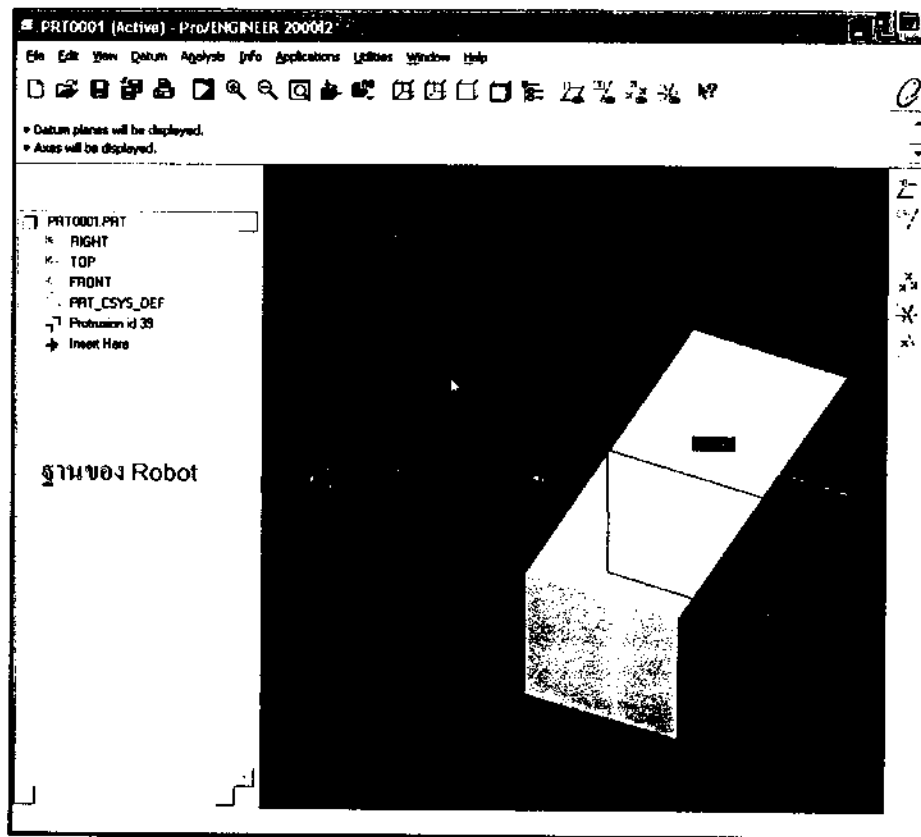 PRT0001 (Active) - Pro/ENGINEER 2000i2
File Edit View Datum Analysis Info Applications Utilities Window Help
• Datum planes will be displayed.
• Axes will be displayed.
PRT0001.PRT
RIGHT
TOP
FRONT
PRT_CSYS_DEF
Protrusion id 39
Insert Here
ฐานของ Robot